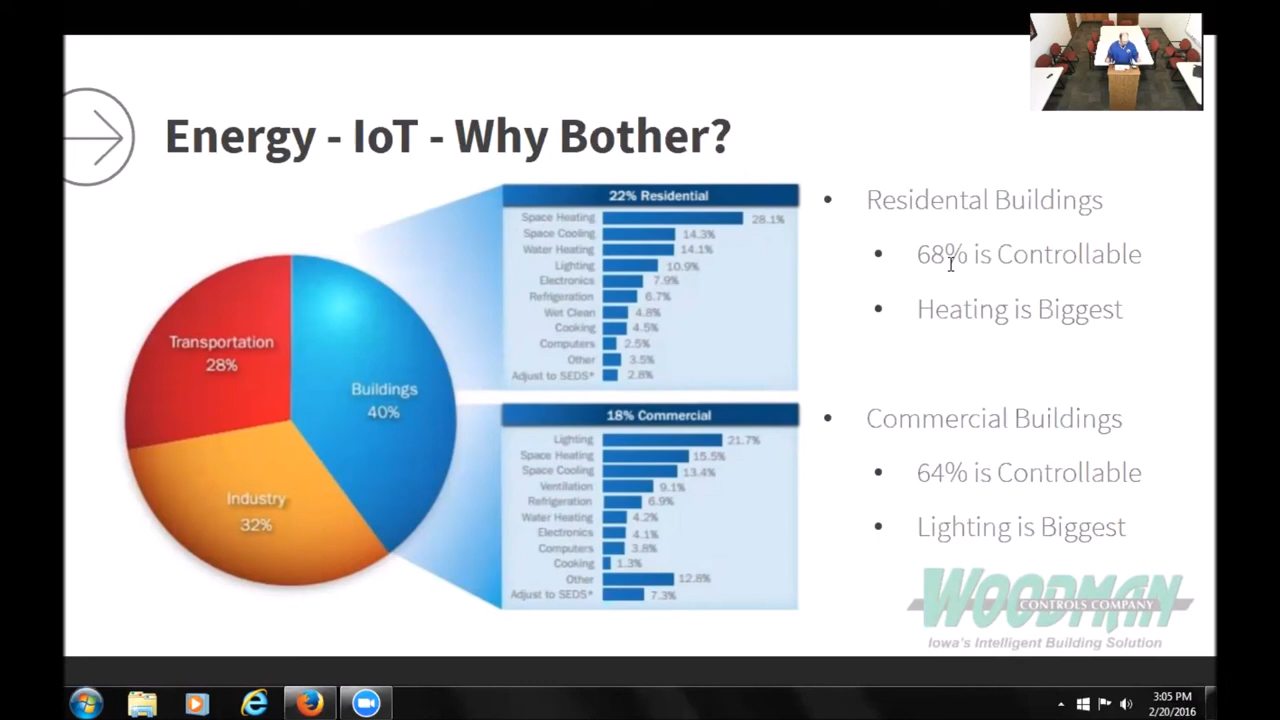 Energy - IoT - Why Bother?
Transportation
28%
Buildings
40%
Industry
32%
22% Residential
Space Heating 28.1%
Space Cooling 14.3%
Water Heating 14.1%
Lighting 10.9%
Electronics 7.9%
Refrigeration 6.7%
Wet Clean 4.8%
Cooking 4.5%
Computers 2.5%
Other 3.5%
Adjust to SEDS* 2.8%
18% Commercial
Lighting 21.7%
Space Heating 15.5%
Space Cooling 13.4%
Ventilation 9.1%
Refrigeration 6.9%
Water Heating 4.2%
Electronics 4.1%
Computers 3.8%
Cooking 1.3%
Other 12.8%
Adjust to SEDS* 7.3%
• Residental Buildings
• 68% is Controllable
• Heating is Biggest
• Commercial Buildings
• 64% is Controllable
• Lighting is Biggest
WOODMAN
CONTROLS COMPANY
Iowa's Intelligent Building Solution
3:05 PM
2/20/2016